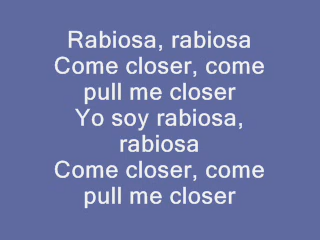 Rabiosa, rabiosa
Come closer, come
pull me closer
Yo soy rabiosa,
rabiosa
Come closer, come
pull me closer